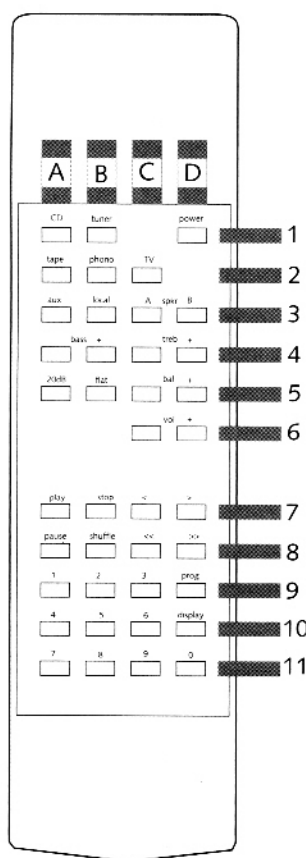 A B C D
CD tuner power 1
tape phono TV 2
aux local A spkr B 3
bass + treb + 4
20dB flat bal + 5
vol + 6
play stop < > 7
pause shuffle << >> 8
1 2 3 prog 9
4 5 6 display 10
7 8 9 0 11